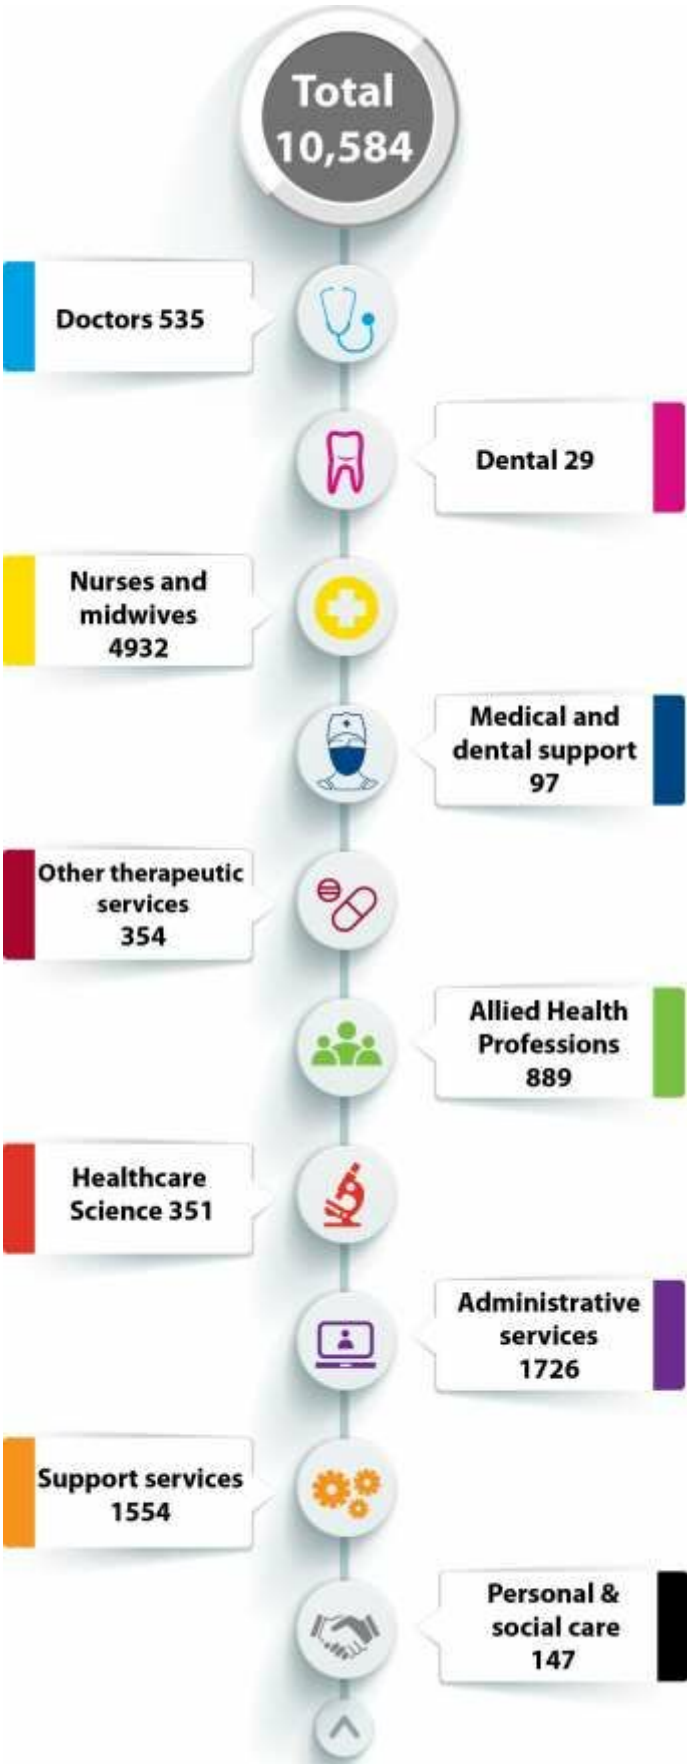 Total
10,584
Doctors 535
Dental 29
Nurses and
midwives
4932
Medical and
dental support
97
Other therapeutic
services
354
Allied Health
Professions
889
Healthcare
Science 351
Administrative
services
1726
Support services
1554
Personal &
social care
147